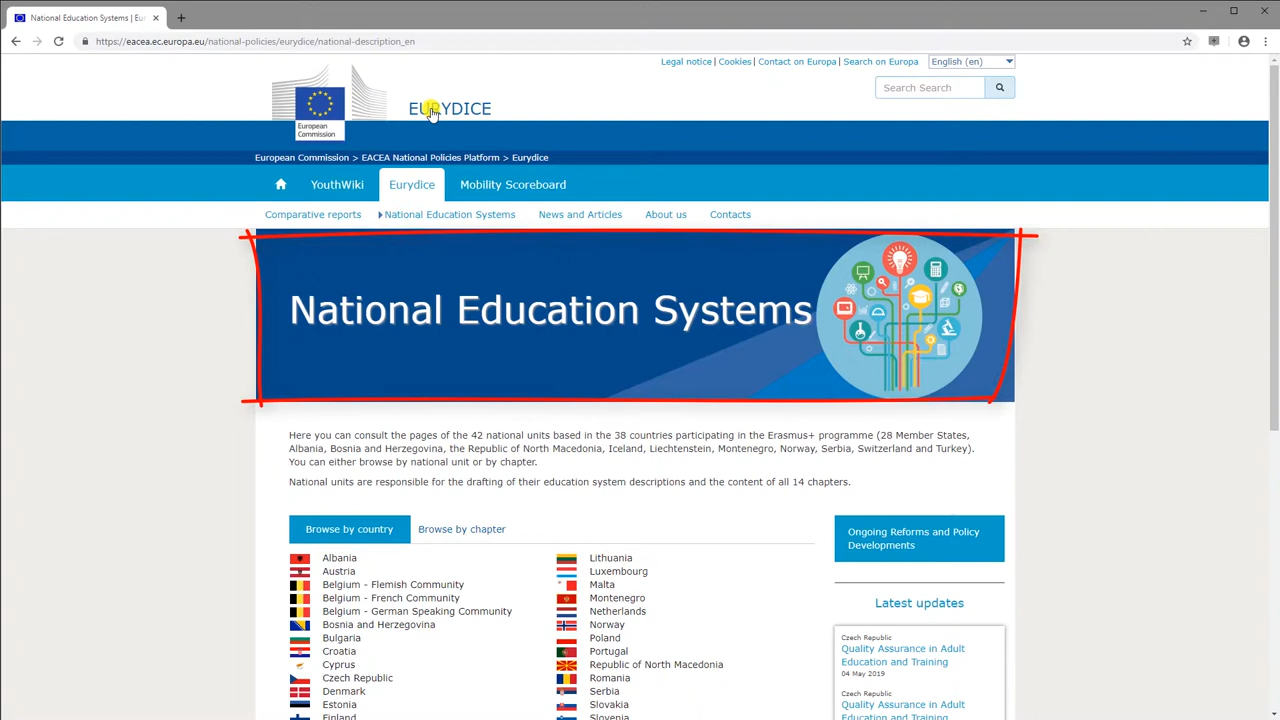 National Education Systems | Eur
https://eacea.ec.europa.eu/national-policies/eurydice/national-description_en
Legal notice | Cookies | Contact on Europa | Search on Europa English (en)
European
Commission
EURYDICE
Search Search
European Commission > EACEA National Policies Platform > Eurydice
YouthWiki Eurydice Mobility Scoreboard
Comparative reports National Education Systems News and Articles About us Contacts
National Education Systems
Here you can consult the pages of the 42 national units based in the 38 countries participating in the Erasmus+ programme (28 Member States,
Albania, Bosnia and Herzegovina, the Republic of North Macedonia, Iceland, Liechtenstein, Montenegro, Norway, Serbia, Switzerland and Turkey).
You can either browse by national unit or by chapter.
National units are responsible for the drafting of their education system descriptions and the content of all 14 chapters.
Browse by country Browse by chapter
Albania
Austria
Belgium - Flemish Community
Belgium - French Community
Belgium - German Speaking Community
Bosnia and Herzegovina
Bulgaria
Croatia
Cyprus
Czech Republic
Denmark
Estonia
Finland
Lithuania
Luxembourg
Malta
Montenegro
Netherlands
Norway
Poland
Portugal
Republic of North Macedonia
Romania
Serbia
Slovakia
Slovenia
Ongoing Reforms and Policy
Developments
Latest updates
Czech Republic
Quality Assurance in Adult
Education and Training
04 May 2019
Czech Republic
Quality Assurance in Adult
Education and Training